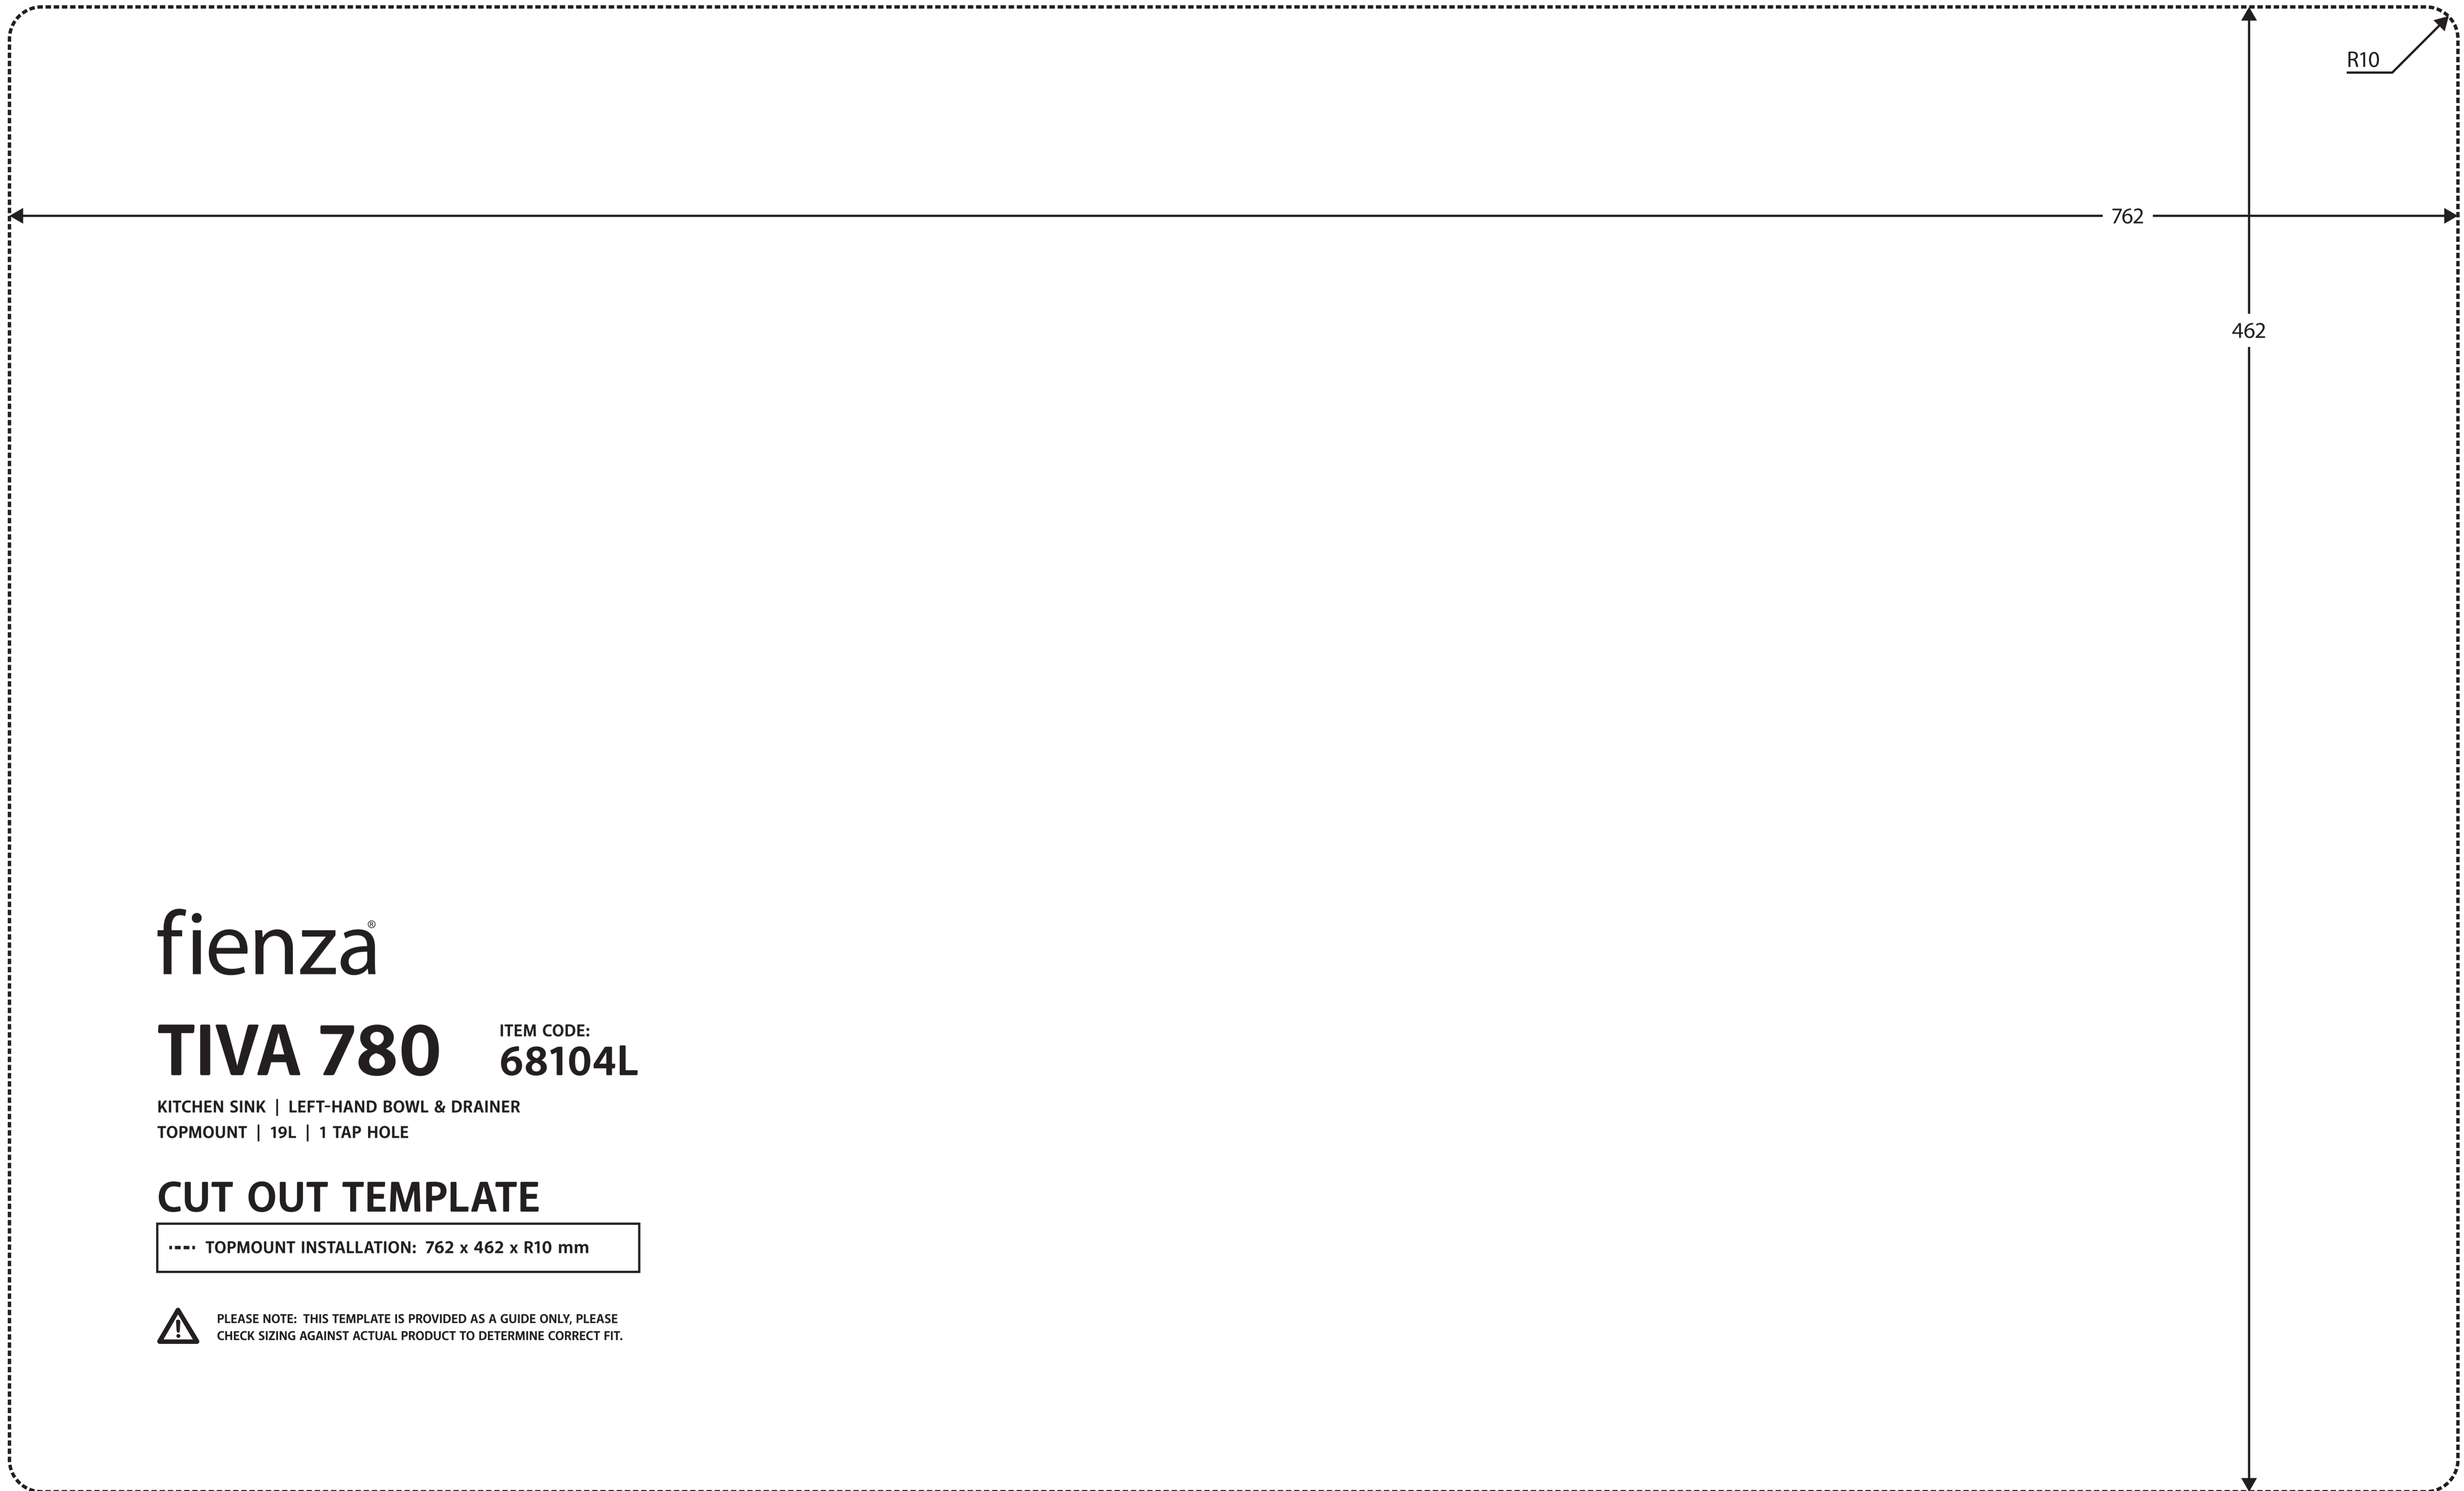 R10
762
462
fienza®
TIVA 780
ITEM CODE:
68104L
KITCHEN SINK | LEFT-HAND BOWL & DRAINER
TOPMOUNT | 19L | 1 TAP HOLE
CUT OUT TEMPLATE
TOPMOUNT INSTALLATION: 762 x 462 x R10 mm
PLEASE NOTE: THIS TEMPLATE IS PROVIDED AS A GUIDE ONLY, PLEASE
CHECK SIZING AGAINST ACTUAL PRODUCT TO DETERMINE CORRECT FIT.